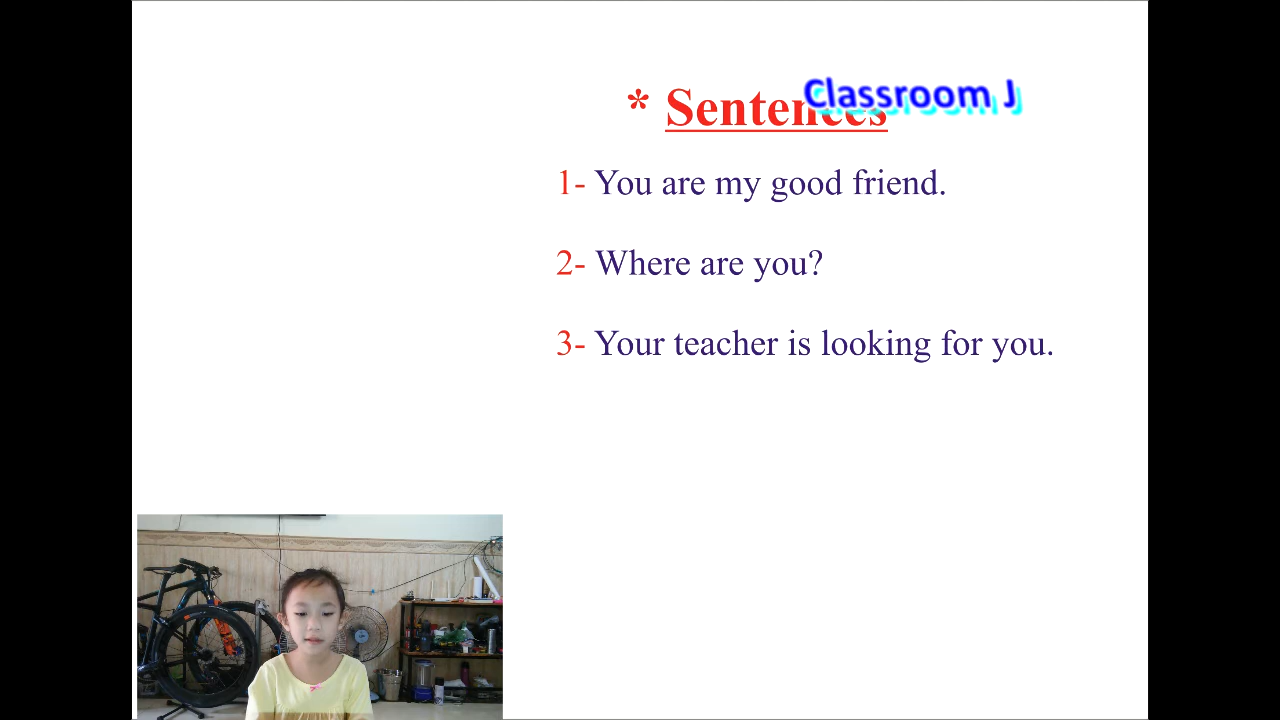 Classroom J
* Sentences
1- You are my good friend.
2- Where are you?
3- Your teacher is looking for you.